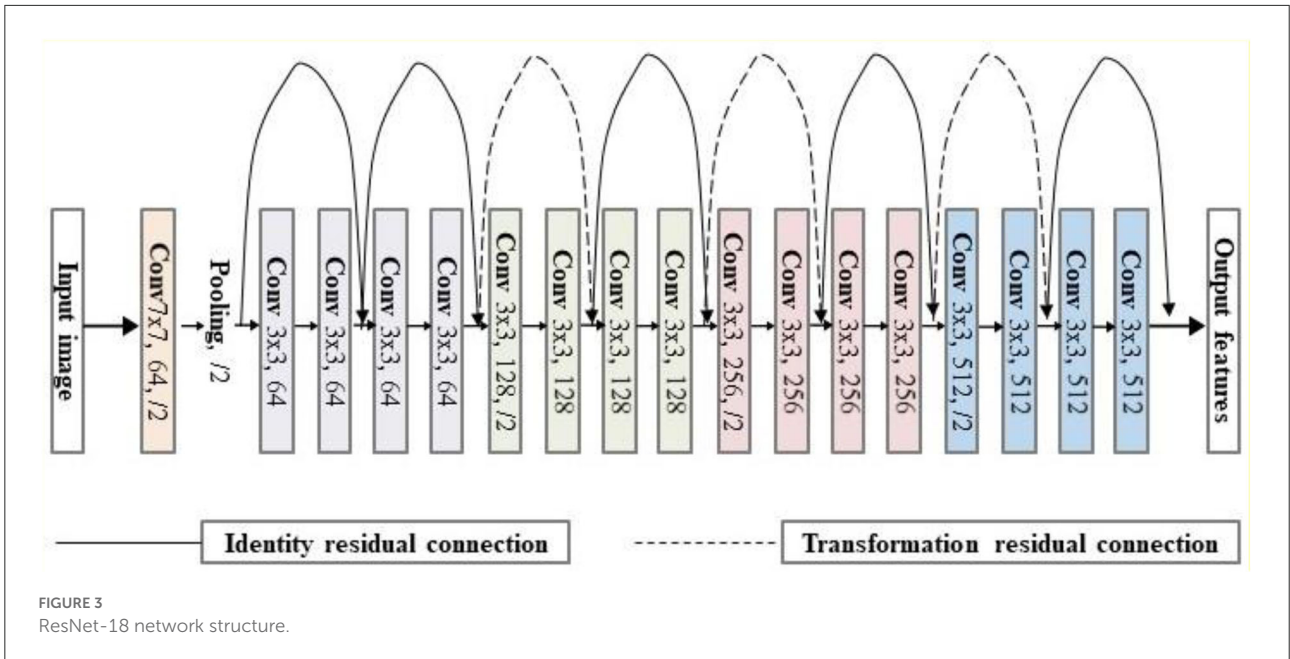 Input image
Conv7x7, 64, /2
Pooling, /2
Conv 3x3, 64
Conv 3x3, 64
Conv 3x3, 64
Conv 3x3, 64
Conv 3x3, 128, /2
Conv 3x3, 128
Conv 3x3, 128
Conv 3x3, 128
Conv 3x3, 256, /2
Conv 3x3, 256
Conv 3x3, 256
Conv 3x3, 256
Conv 3x3, 512, /2
Conv 3x3, 512
Conv 3x3, 512
Conv 3x3, 512
Output features
Identity residual connection
Transformation residual connection
FIGURE 3
ResNet-18 network structure.